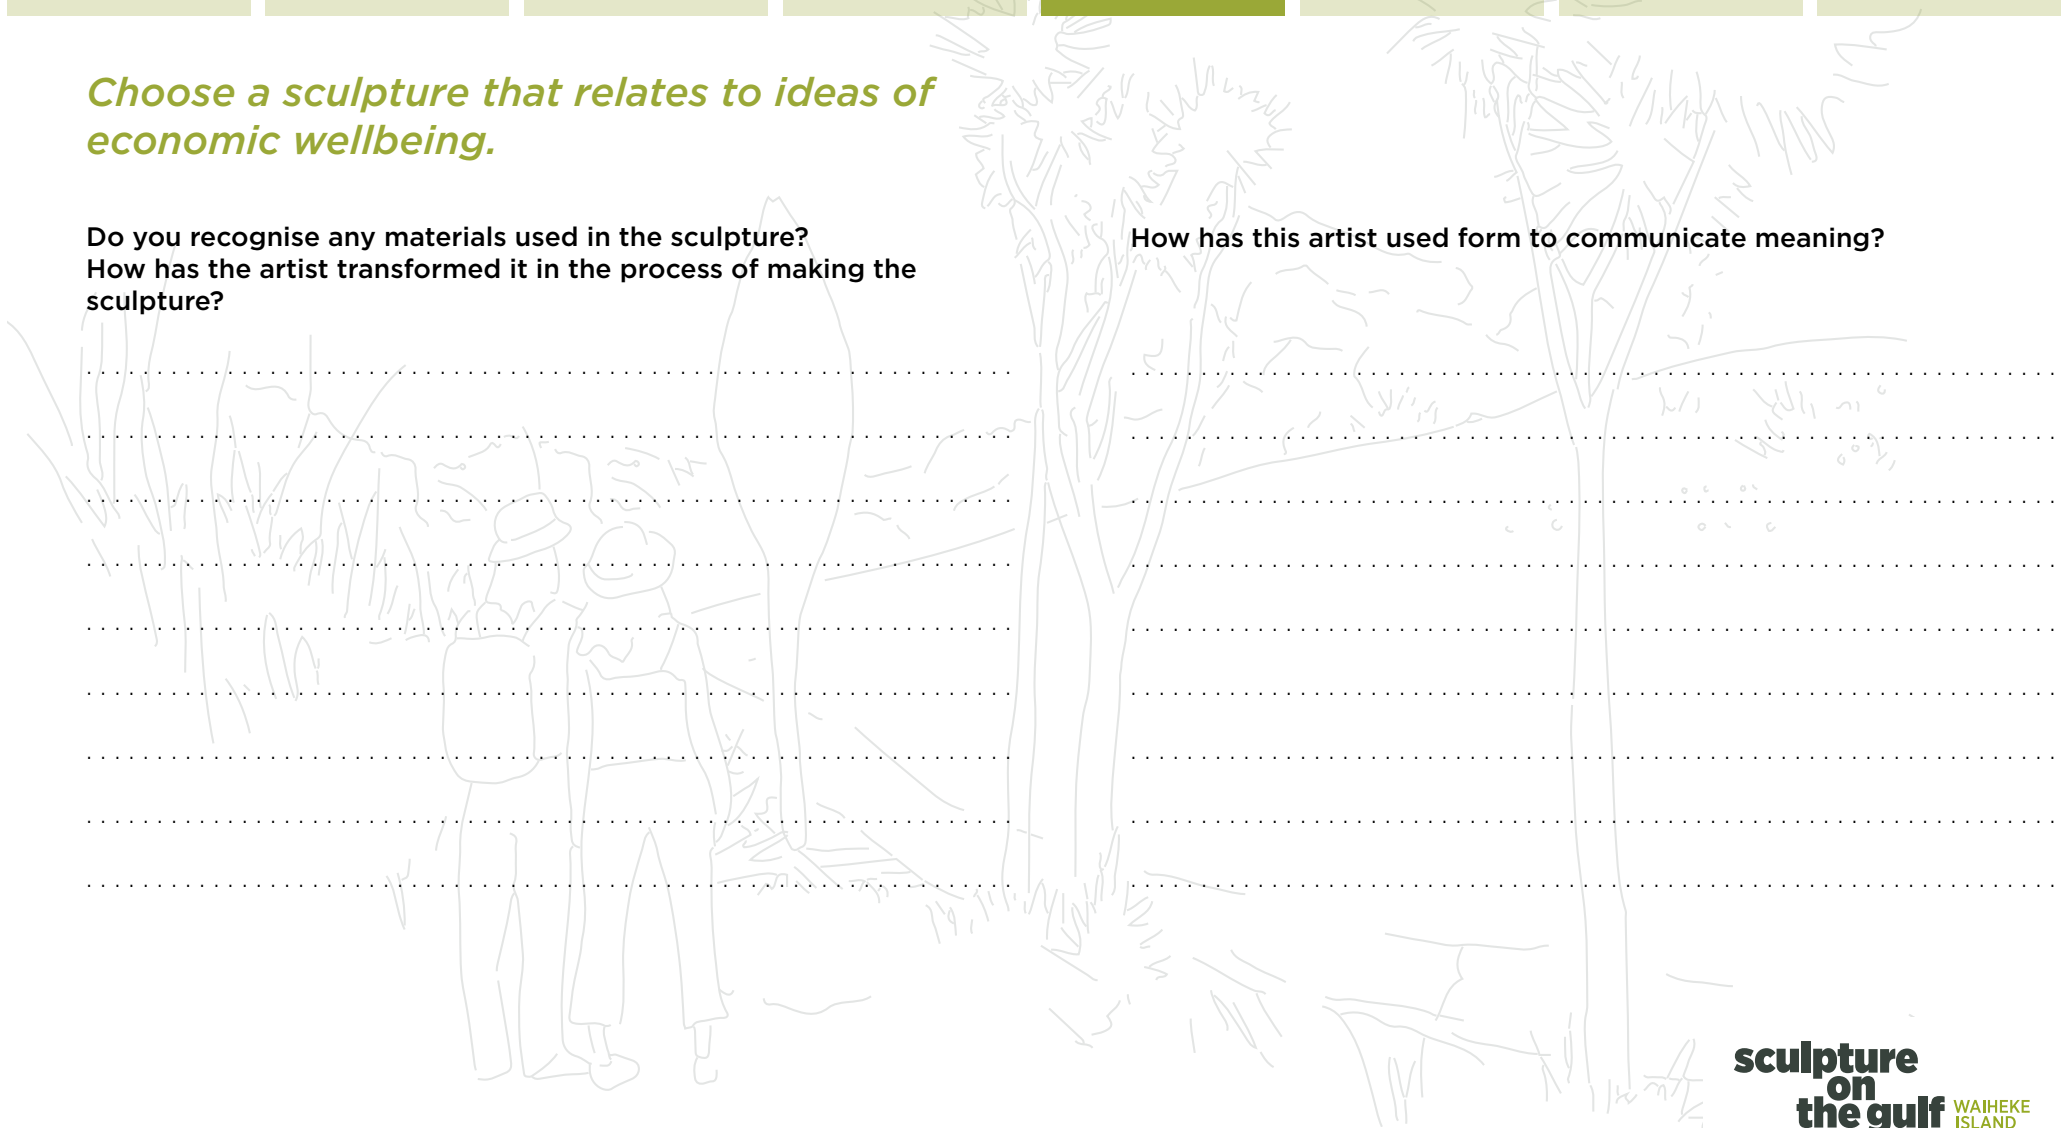 Choose a sculpture that relates to ideas of
economic wellbeing.
Do you recognise any materials used in the sculpture?
How has the artist transformed it in the process of making the
sculpture?
How has this artist used form to communicate meaning?
sculpture
on
the gulf
WAIHEKE
ISLAND